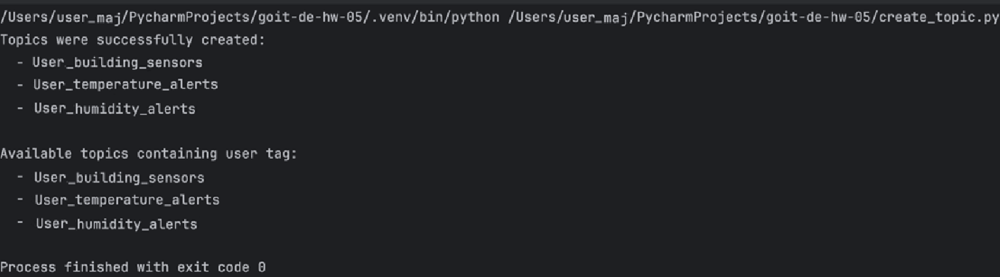 /Users/user_maj/PycharmProjects/goit-de-hw-05/.venv/bin/python /Users/user_maj/PycharmProjects/goit-de-hw-05/create_topic.py
Topics were successfully created:
- User_building_sensors
- User_temperature_alerts
- User_humidity_alerts
Available topics containing user tag:
- User_building_sensors
- User_temperature_alerts
- User_humidity_alerts
Process finished with exit code 0